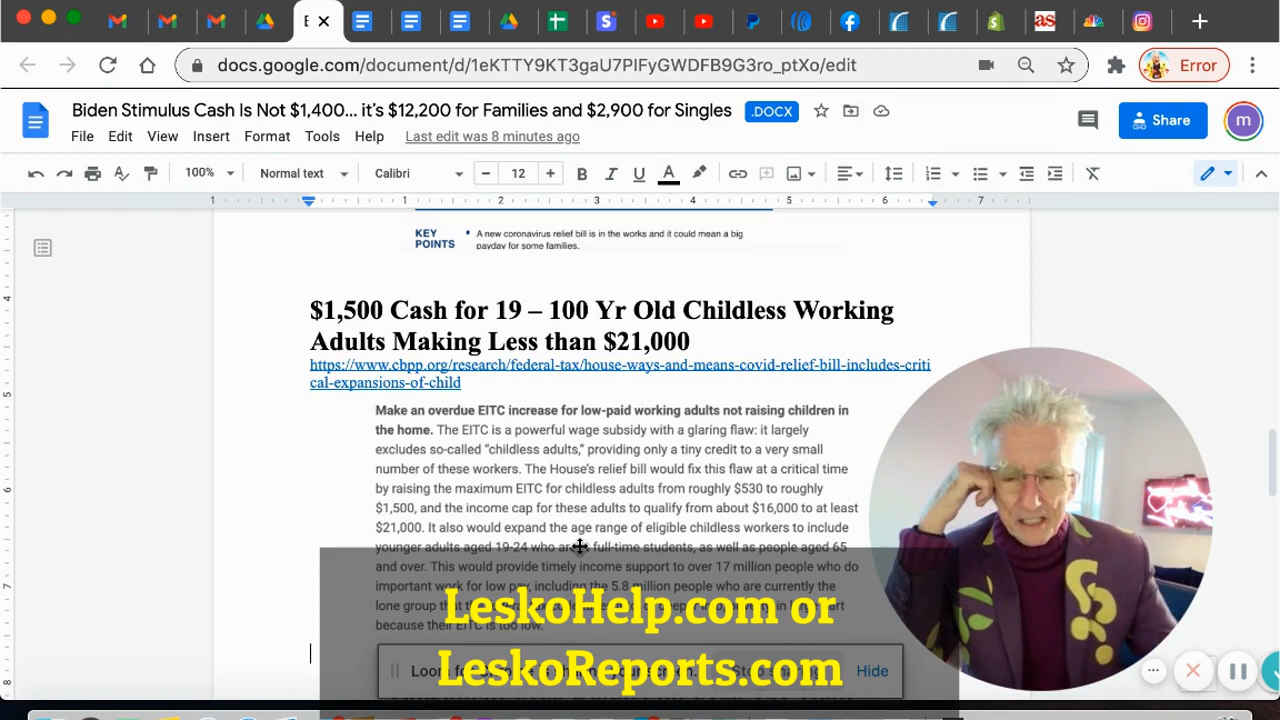 docs.google.com/document/d/1eKTTY9KT3gaU7PlFyGWDFB9G3ro_ptXo/edit
Error
Biden Stimulus Cash Is Not $1,400... it's $12,200 for Families and $2,900 for Singles
.DOCX
File Edit View Insert Format Tools Help Last edit was 8 minutes ago
Share
m
100% Normal text Calibri 12
1 1 2 3 4 5 6 7
KEY POINTS
• A new coronavirus relief bill is in the works and it could mean a big
payday for some families.
$1,500 Cash for 19 – 100 Yr Old Childless Working
Adults Making Less than $21,000
https://www.cbpp.org/research/federal-tax/house-ways-and-means-covid-relief-bill-includes-criti
cal-expansions-of-child
Make an overdue EITC increase for low-paid working adults not raising children in
the home. The EITC is a powerful wage subsidy with a glaring flaw: it largely
excludes so-called "childless adults," providing only a tiny credit to a very small
number of these workers. The House's relief bill would fix this flaw at a critical time
by raising the maximum EITC for childless adults from roughly $530 to roughly
$1,500, and the income cap for these adults to qualify from about $16,000 to at least
$21,000. It also would expand the age range of eligible childless workers to include
younger adults aged 19-24 who full-time students, as well as people aged 65
and over. This would provide timely income support to over 17 million people who do
important work for low pay, including the 5.8 million people who are currently the
lone group that
because their EITC is too low.
LeskoHelp.com or
LeskoReports.com
Hide